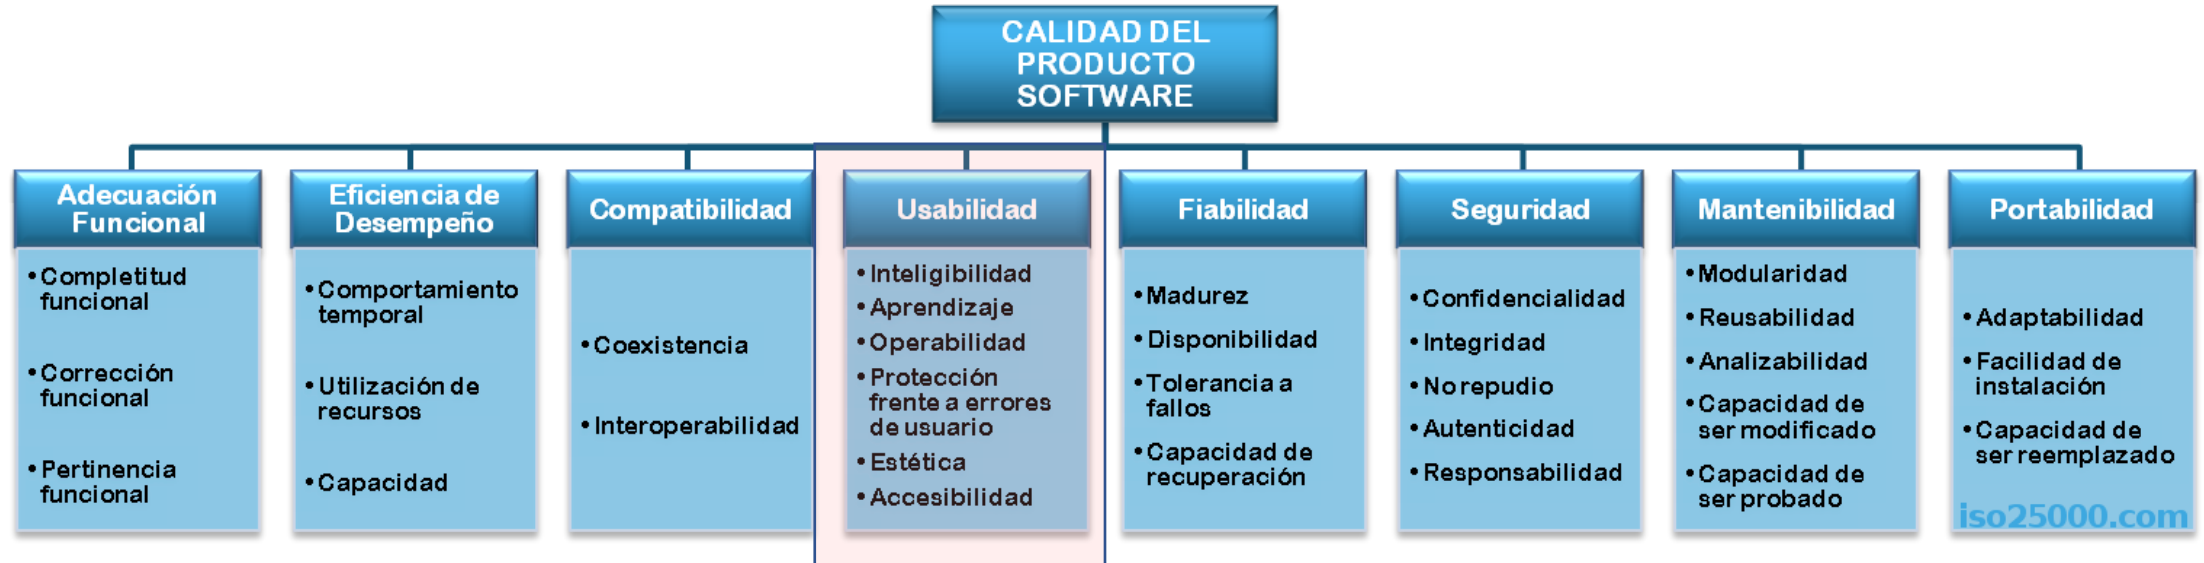 CALIDAD DEL
PRODUCTO
SOFTWARE
Adecuación
Funcional
•Completitud
funcional
•Corrección
funcional
•Pertinencia
funcional
Eficiencia de
Desempeño
•Comportamiento
temporal
•Utilización de
recursos
•Capacidad
Compatibilidad
•Coexistencia
•Interoperabilidad
Usabilidad
•Inteligibilidad
•Aprendizaje
•Operabilidad
•Protección
frente a errores
de usuario
•Estética
•Accesibilidad
Fiabilidad
•Madurez
•Disponibilidad
•Tolerancia a
fallos
•Capacidad de
recuperación
Seguridad
•Confidencialidad
•Integridad
•No repudio
•Autenticidad
•Responsabilidad
Mantenibilidad
•Modularidad
•Reusabilidad
•Analizabilidad
•Capacidad de
ser modificado
•Capacidad de
ser probado
Portabilidad
•Adaptabilidad
•Facilidad de
instalación
•Capacidad de
ser reemplazado
iso25000.com